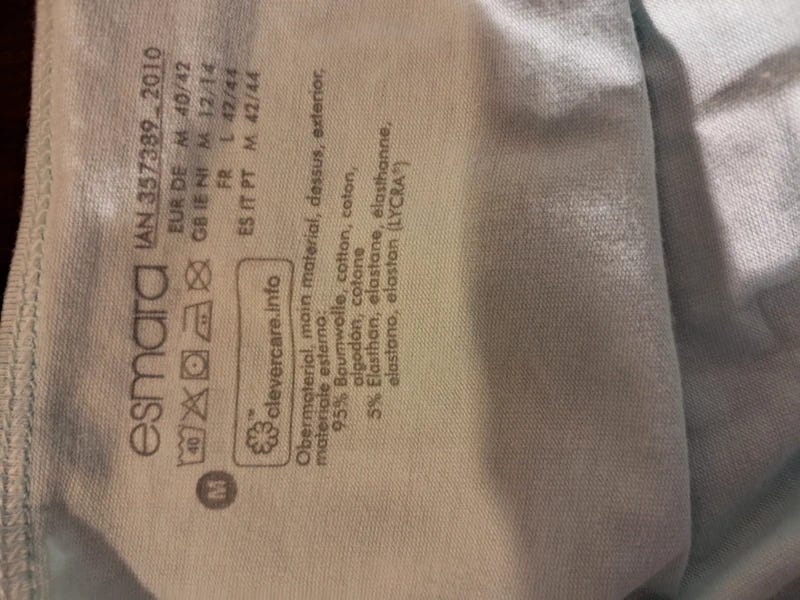 esmara
IAN 357389_2010
EUR DE M 40/42
GB IE NI M 12/14
FR L 42/44
ES IT PT M 42/44
40
M
clevercare.info
Obermaterial, main material, dessus, exterior,
materiale esterno:
95% Baumwolle, cotton, coton,
algodón, cotone
5% Elasthan, elastane, élasthanne,
elastano, elastan (LYCRA®)